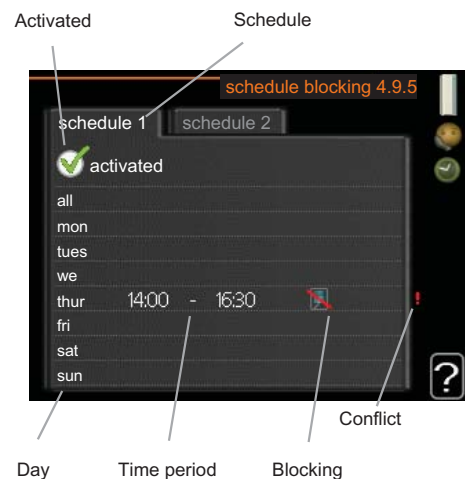 Activated
Schedule
schedule blocking 4.9.5
schedule 1
schedule 2
activated
all
mon
tues
we
thur 14:00 - 16:30 !
fri
sat
sun
?
Conflict
Day
Time period
Blocking